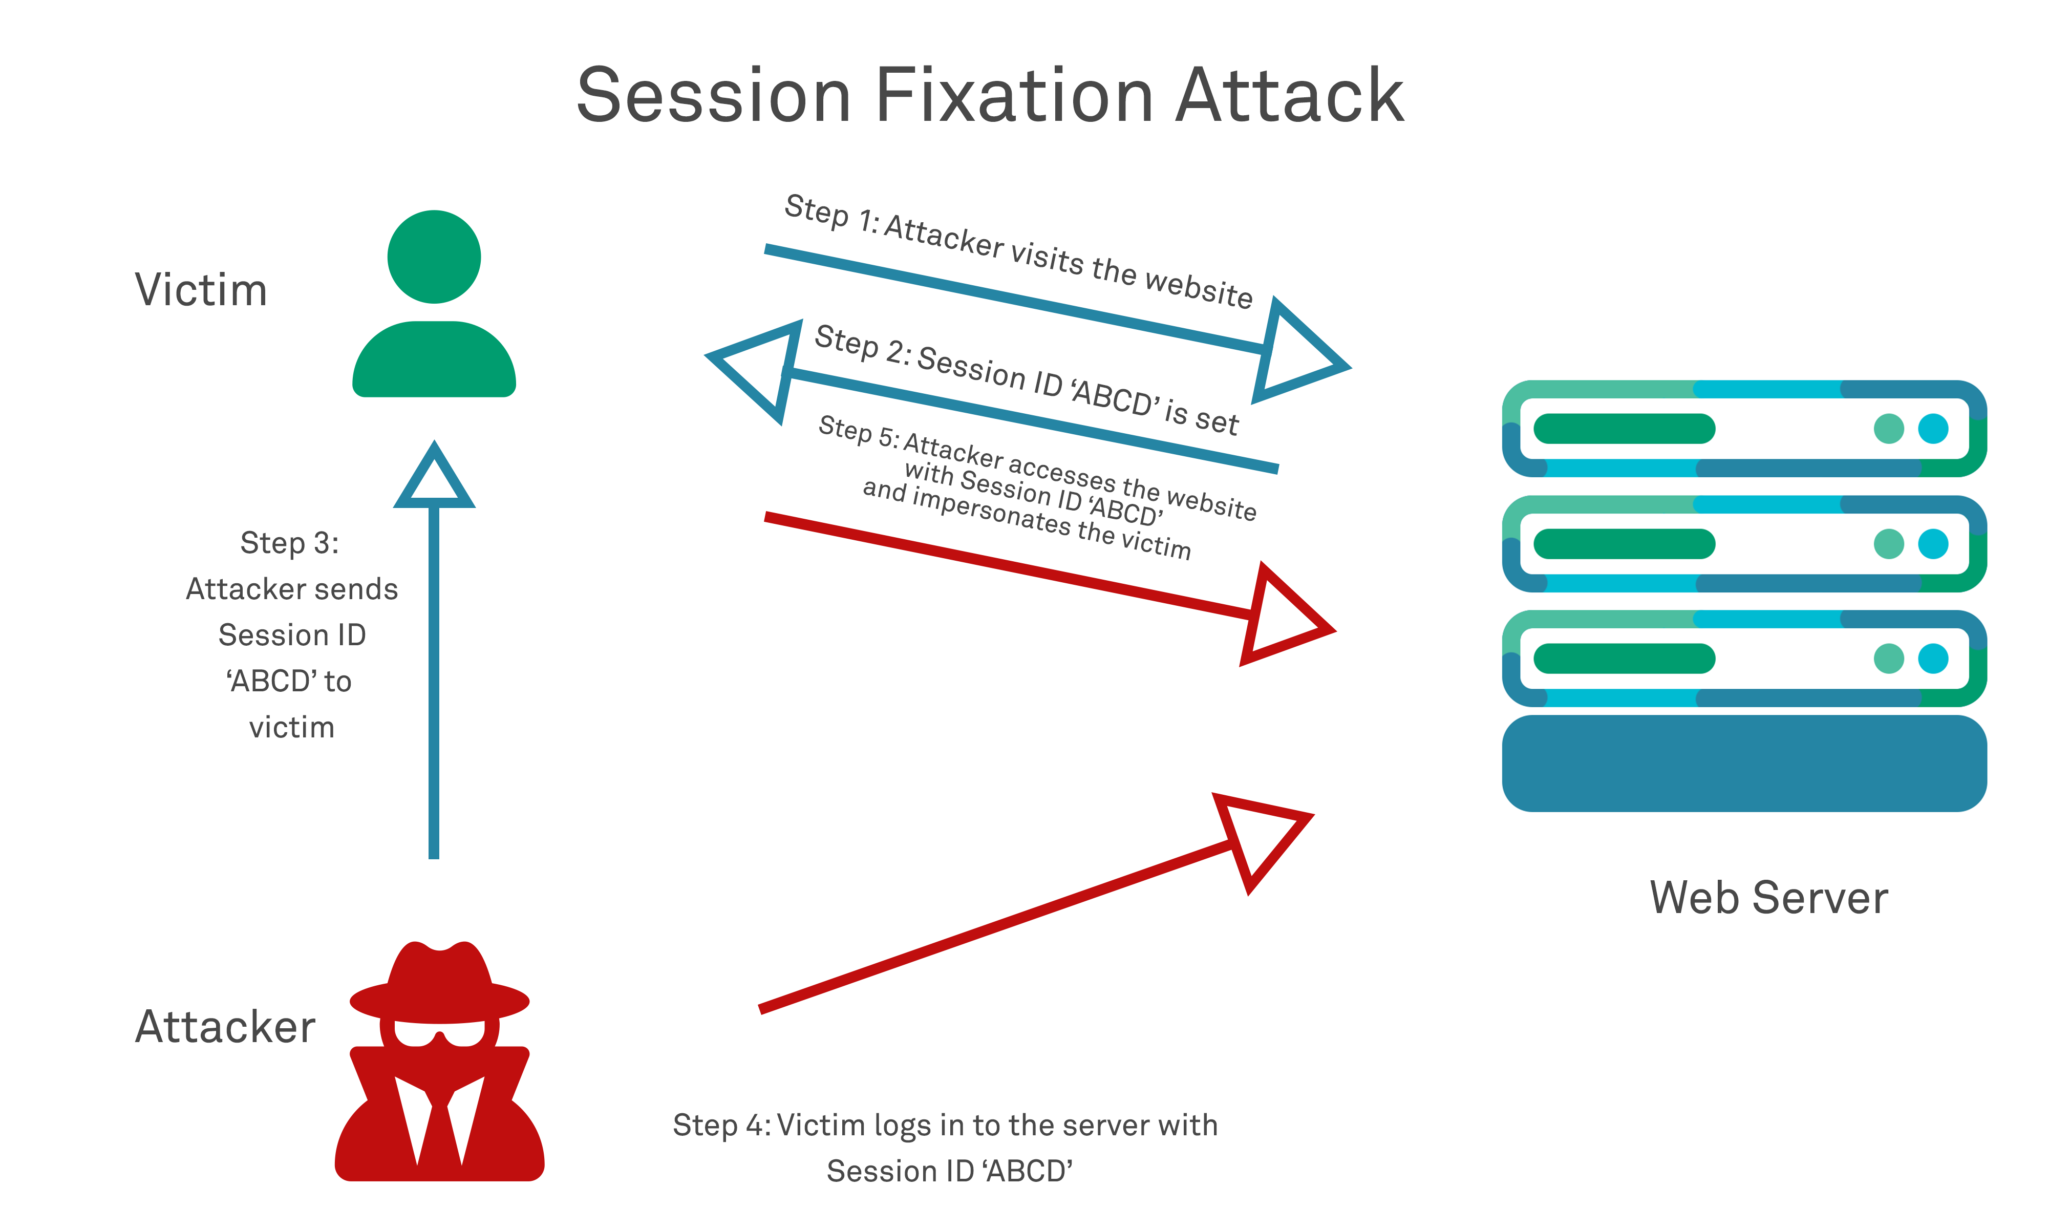 Session Fixation Attack
Victim
Step 1: Attacker visits the website
Step 2: Session ID ‘ABCD’ is set
Step 5: Attacker accesses the website
with Session ID ‘ABCD’
and impersonates the victim
Step 3:
Attacker sends
Session ID
‘ABCD’ to
victim
Web Server
Attacker
Step 4: Victim logs in to the server with
Session ID ‘ABCD’